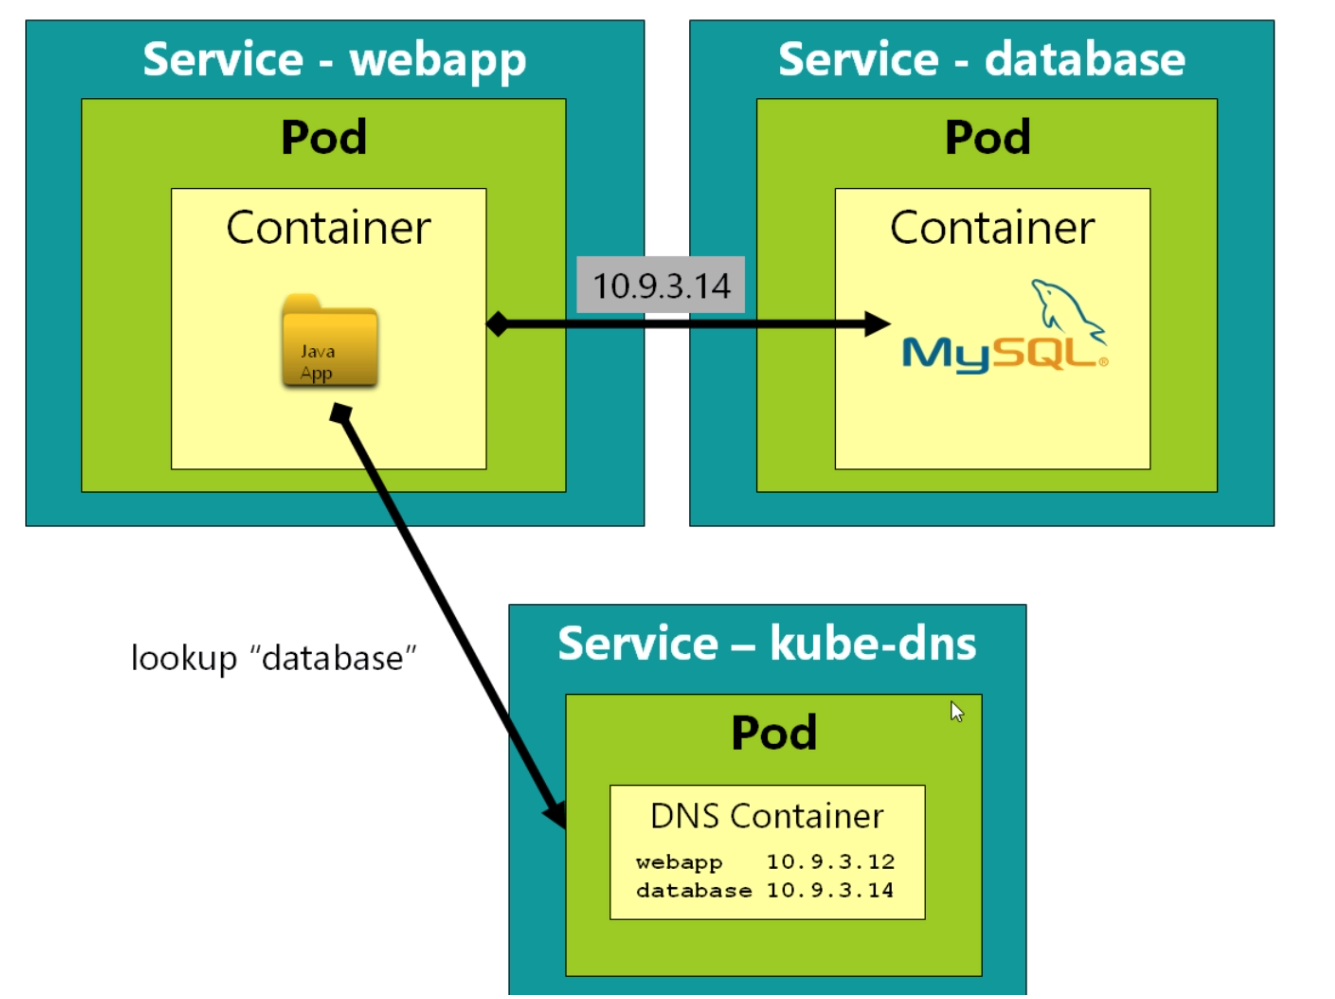 Service - webapp
Pod
Container
Java
App
10.9.3.14
Service - database
Pod
Container
MySQL®
lookup “database”
Service – kube-dns
Pod
DNS Container
webapp 10.9.3.12
database 10.9.3.14